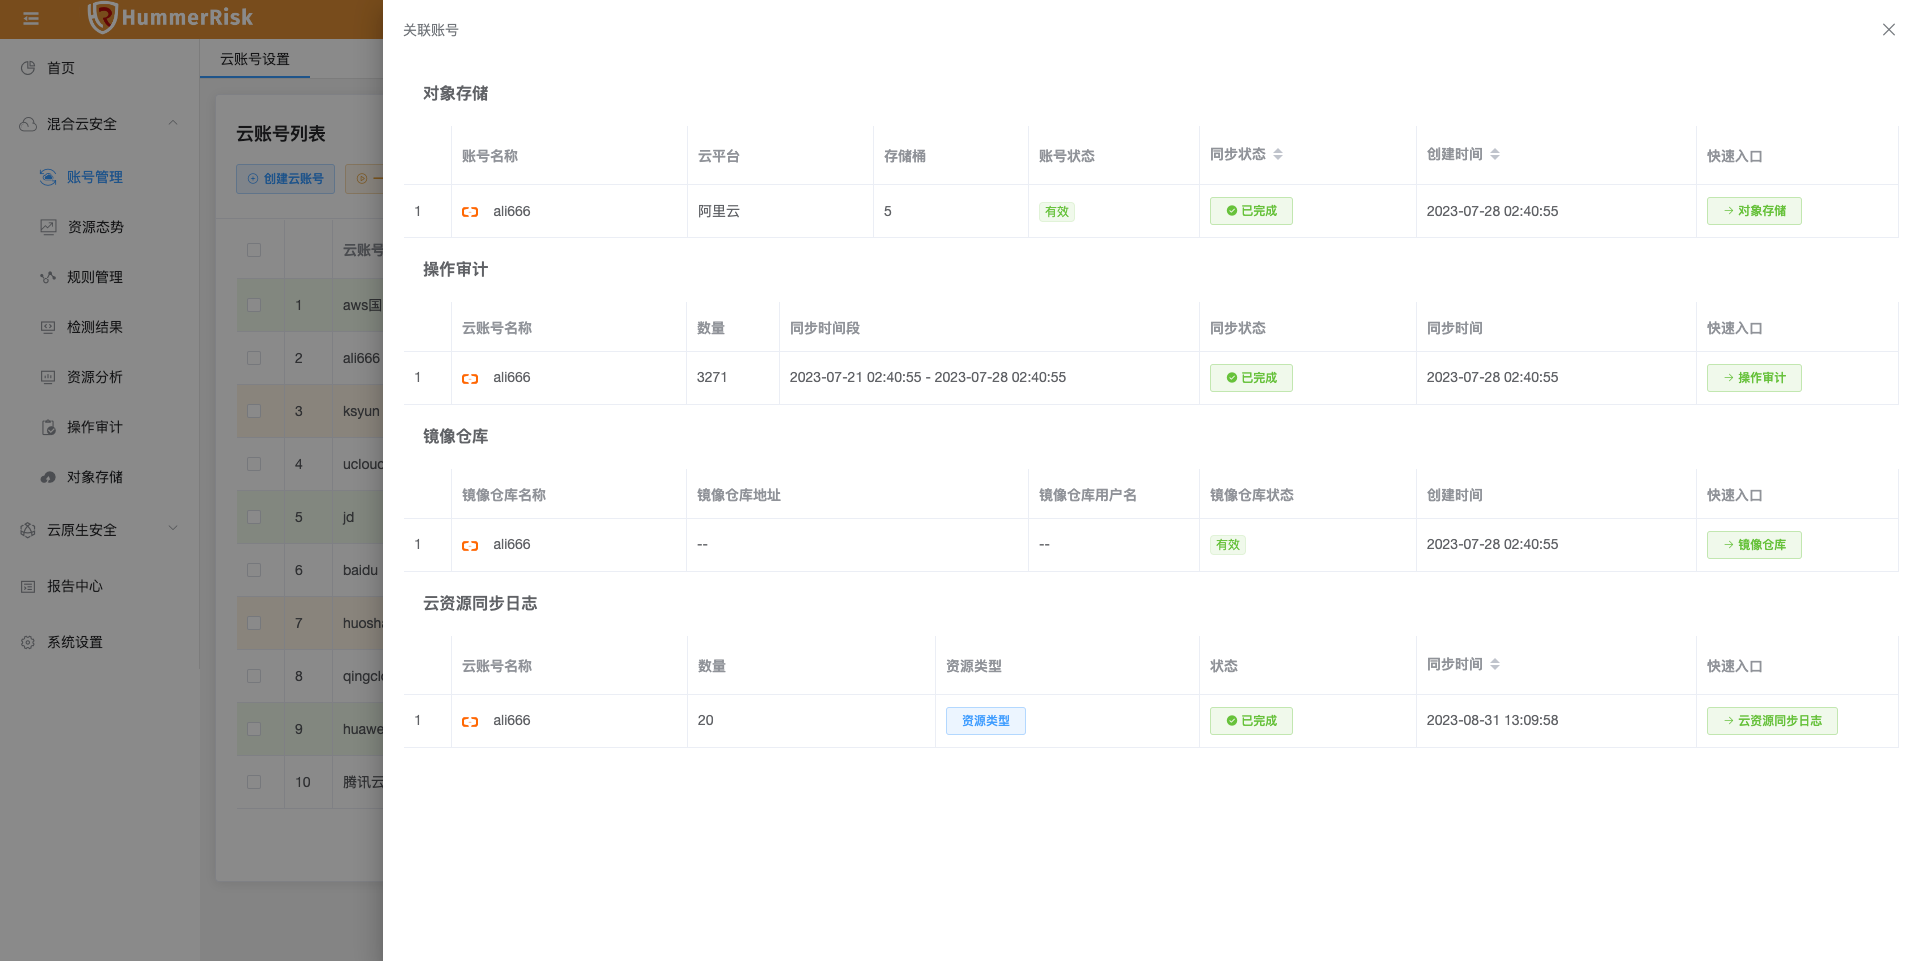 HummerRisk
首页
混合云安全
账号管理
资源态势
规则管理
检测结果
资源分析
操作审计
对象存储
云原生安全
报告中心
系统设置
云账号设置
云账号列表
创建云账号
云账号
1 aws国
2 ali666
3 ksyun
4 ucloud
5 jd
6 baidu
7 huosha
8 qingclo
9 huawe
10 腾讯云
关联账号
对象存储
账号名称 云平台 存储桶 账号状态 同步状态 创建时间 快速入口
1 ali666 阿里云 5 有效 已完成 2023-07-28 02:40:55 对象存储
操作审计
云账号名称 数量 同步时间段 同步状态 同步时间 快速入口
1 ali666 3271 2023-07-21 02:40:55 - 2023-07-28 02:40:55 已完成 2023-07-28 02:40:55 操作审计
镜像仓库
镜像仓库名称 镜像仓库地址 镜像仓库用户名 镜像仓库状态 创建时间 快速入口
1 ali666 -- -- 有效 2023-07-28 02:40:55 镜像仓库
云资源同步日志
云账号名称 数量 资源类型 状态 同步时间 快速入口
1 ali666 20 资源类型 已完成 2023-08-31 13:09:58 云资源同步日志